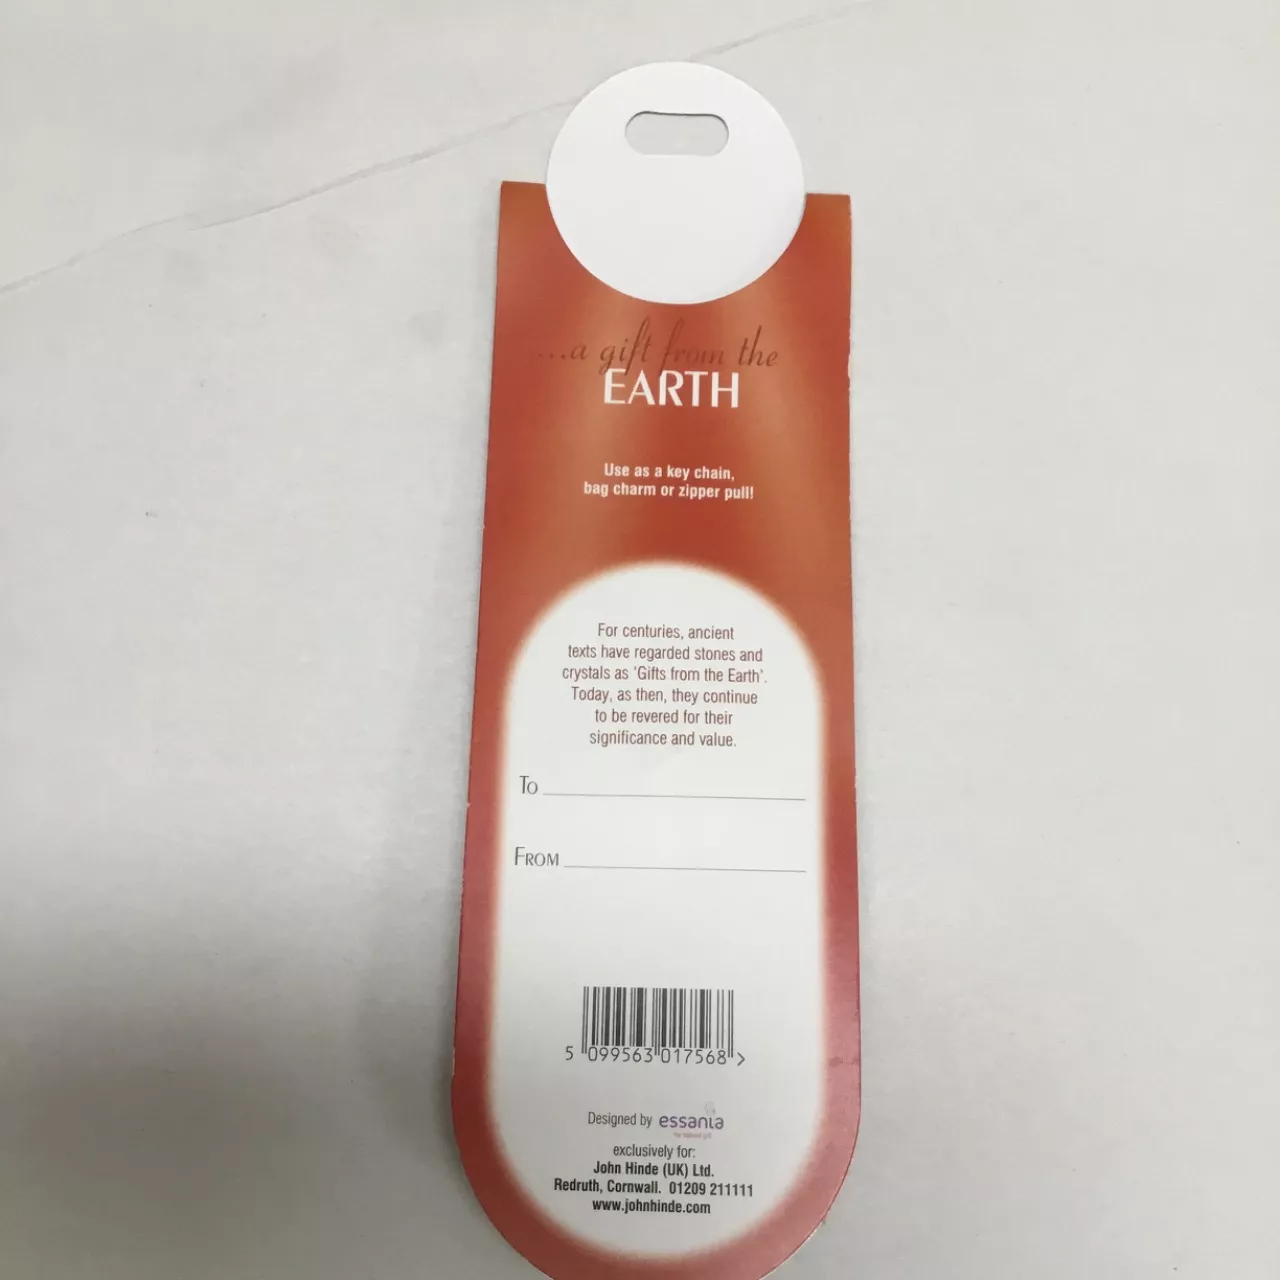 ...a gift from the
EARTH
Use as a key chain,
bag charm or zipper pull!
For centuries, ancient
texts have regarded stones and
crystals as 'Gifts from the Earth'.
Today, as then, they continue
to be revered for their
significance and value.
To
FROM
5 099563 017568 >
Designed by essania
exclusively for:
John Hinde (UK) Ltd.
Redruth, Cornwall. 01209 211111
www.johnhinde.com